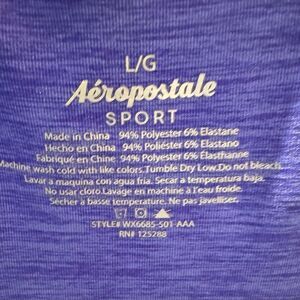 L/G
Aéropostale
SPORT
Made in China 94% Polyester 6% Elastane
Hecho en China 94% Poliéster 6% Elastano
Fabriqué en Chine 94% Polyester 6% Élasthanne
Machine wash cold with like colors.Tumble Dry Low.Do not bleach.
Lavar a maquina con agua fria. Secar a temperatura baja.
No usar cloro.Lavage en machine à l'eau froide.
Sécher à basse température. Ne pas javelliser.
STYLE# WX6685-501-AAA
RN# 125288